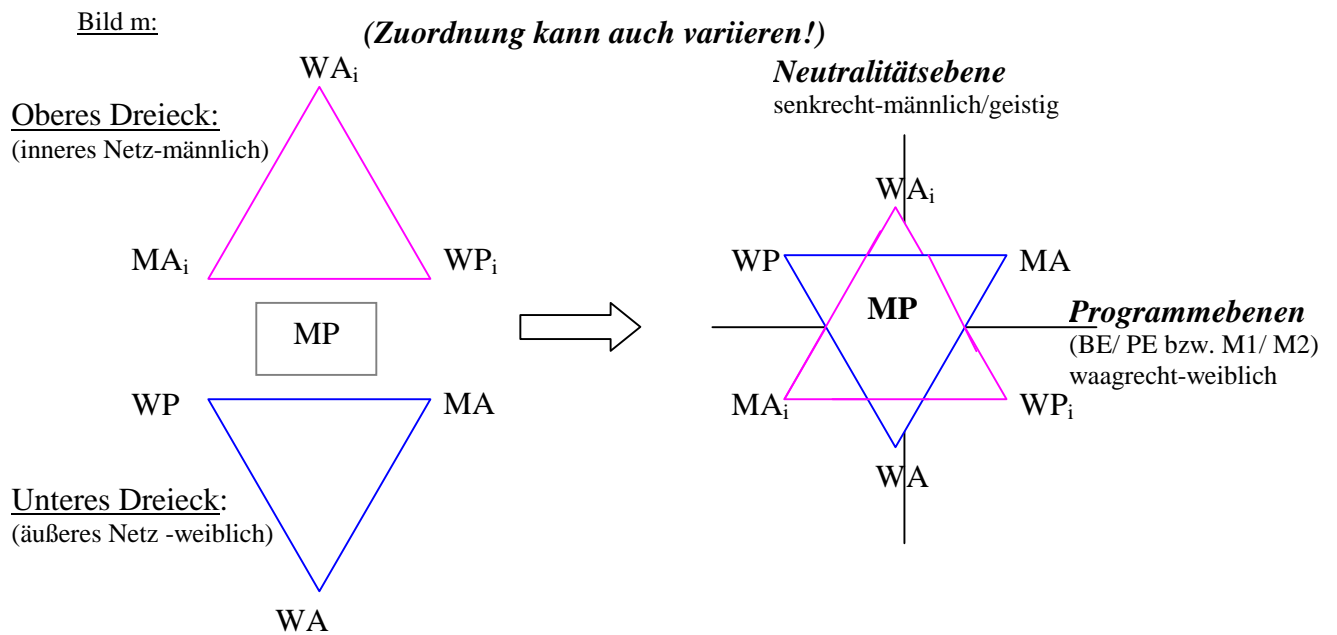 Bild m:
(Zuordnung kann auch variieren!)
WAi
Oberes Dreieck:
(inneres Netz-männlich)
MAi
WPi
MP
WP
MA
Unteres Dreieck:
(äußeres Netz -weiblich)
WA
Neutralitätsebene
senkrecht-männlich/geistig
WAi
WP
MA
MP
Programmebenen
(BE/ PE bzw. M1/ M2)
waagrecht-weiblich
MAi
WPi
WA